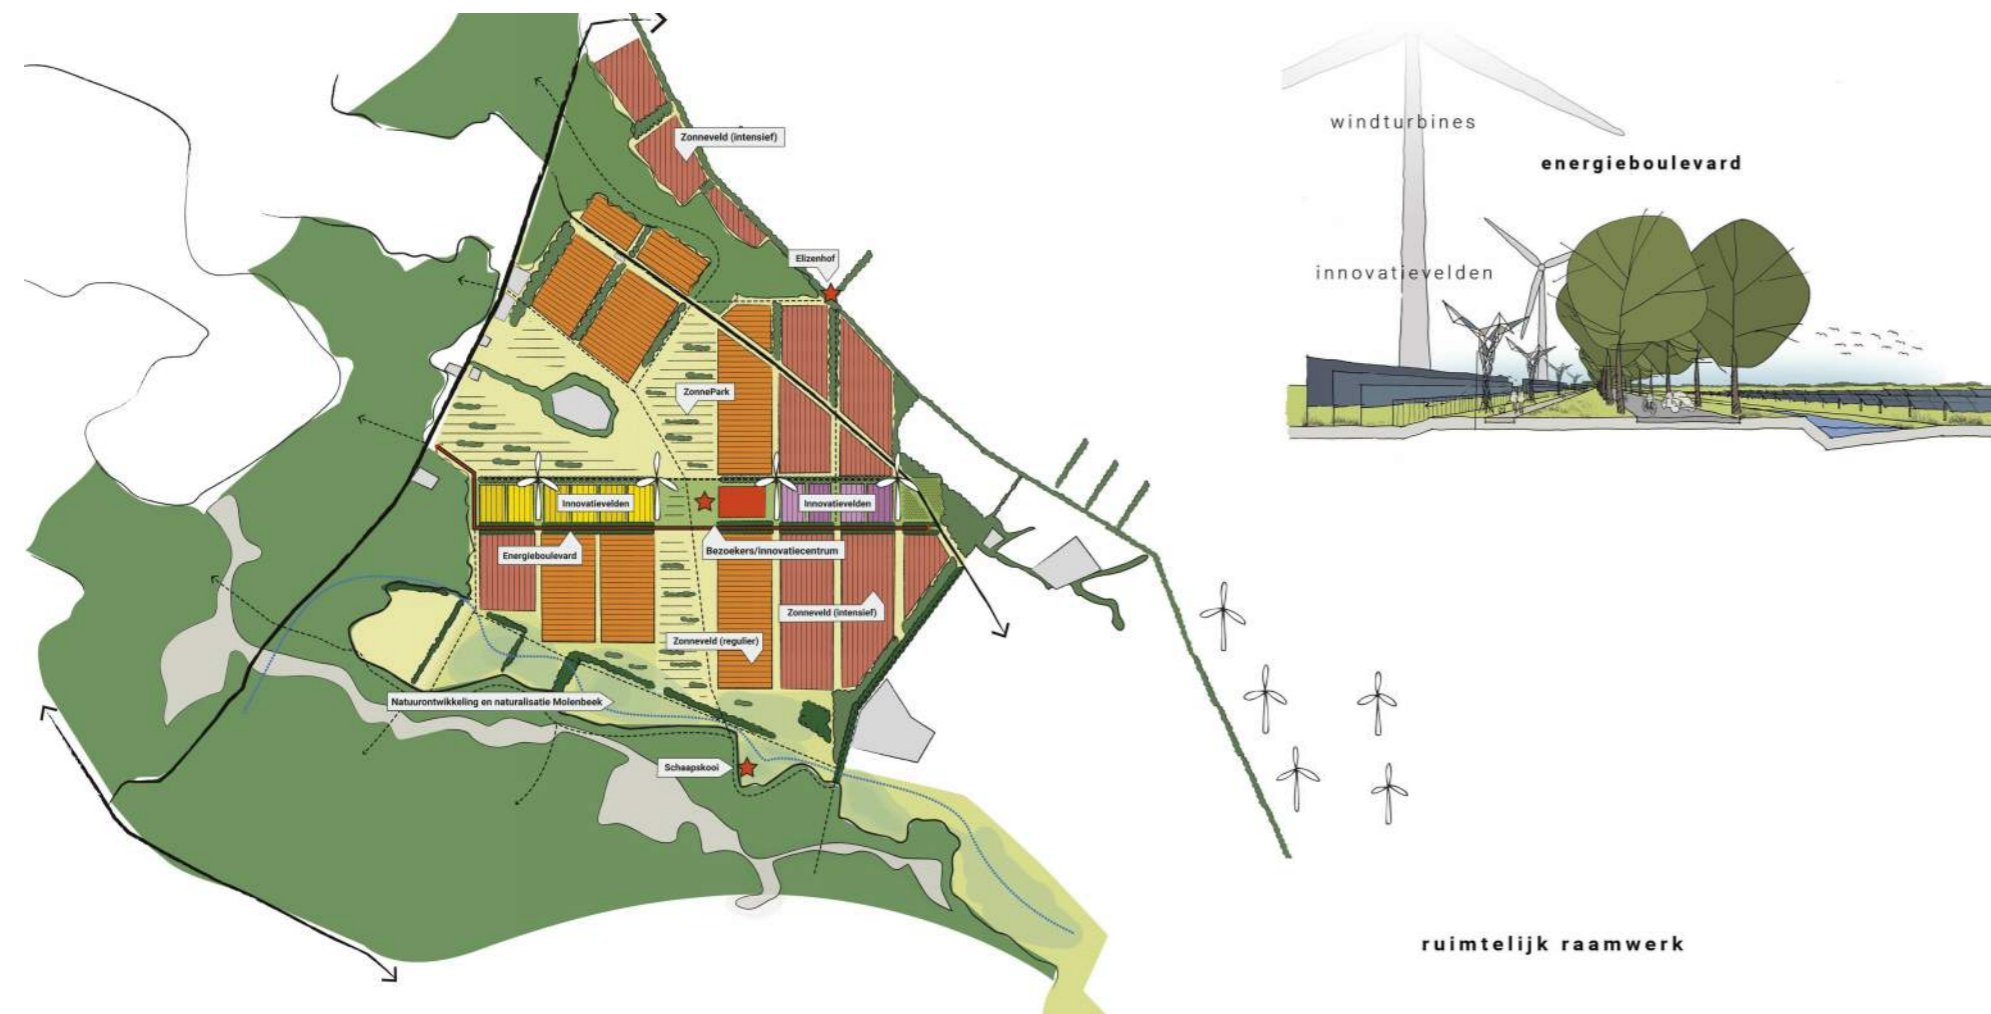 Zonneveld (intensief)
Elizenhof
ZonnePark
Innovatievelden
Innovatievelden
Energieboulevard
Bezoekers/innovatiecentrum
Zonneveld (intensief)
Zonneveld (regulier)
Natuurontwikkeling en naturalisatie Molenbeek
Schaapskooi
windturbines
energieboulevard
innovatievelden
ruimtelijk raamwerk